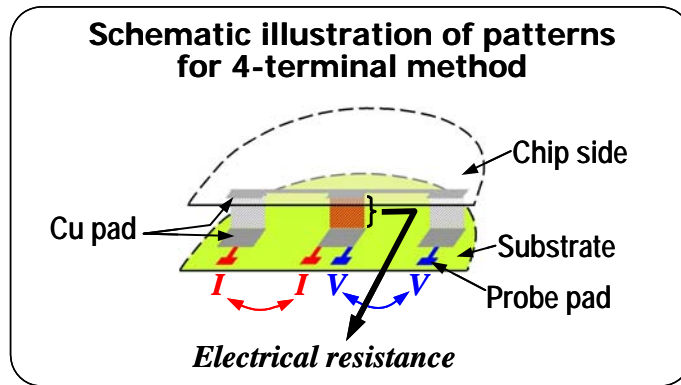 Schematic illustration of patterns
for 4-terminal method
Chip side
Cu pad
Substrate
Probe pad
I I V V
Electrical resistance